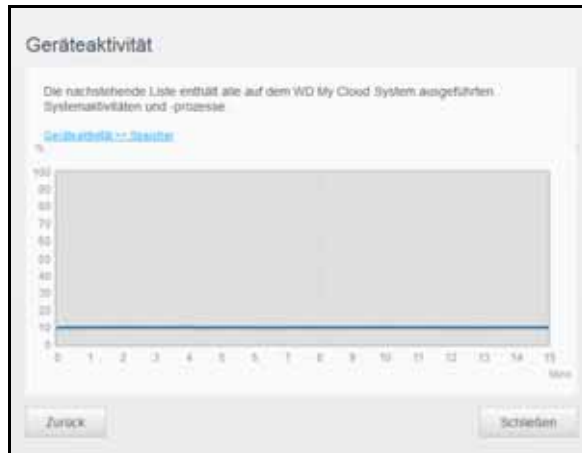 Geräteaktivität
Die nachstehende Liste enthält alle auf dem WD My Cloud System ausgeführten
Systemaktivitäten und -prozesse.
Geräteaktivität >> Speicher
%
100
90
80
70
60
50
40
30
20
10
0
0 1 2 3 4 5 6 7 8 9 10 11 12 13 14 15
Mins
Zurück
Schließen